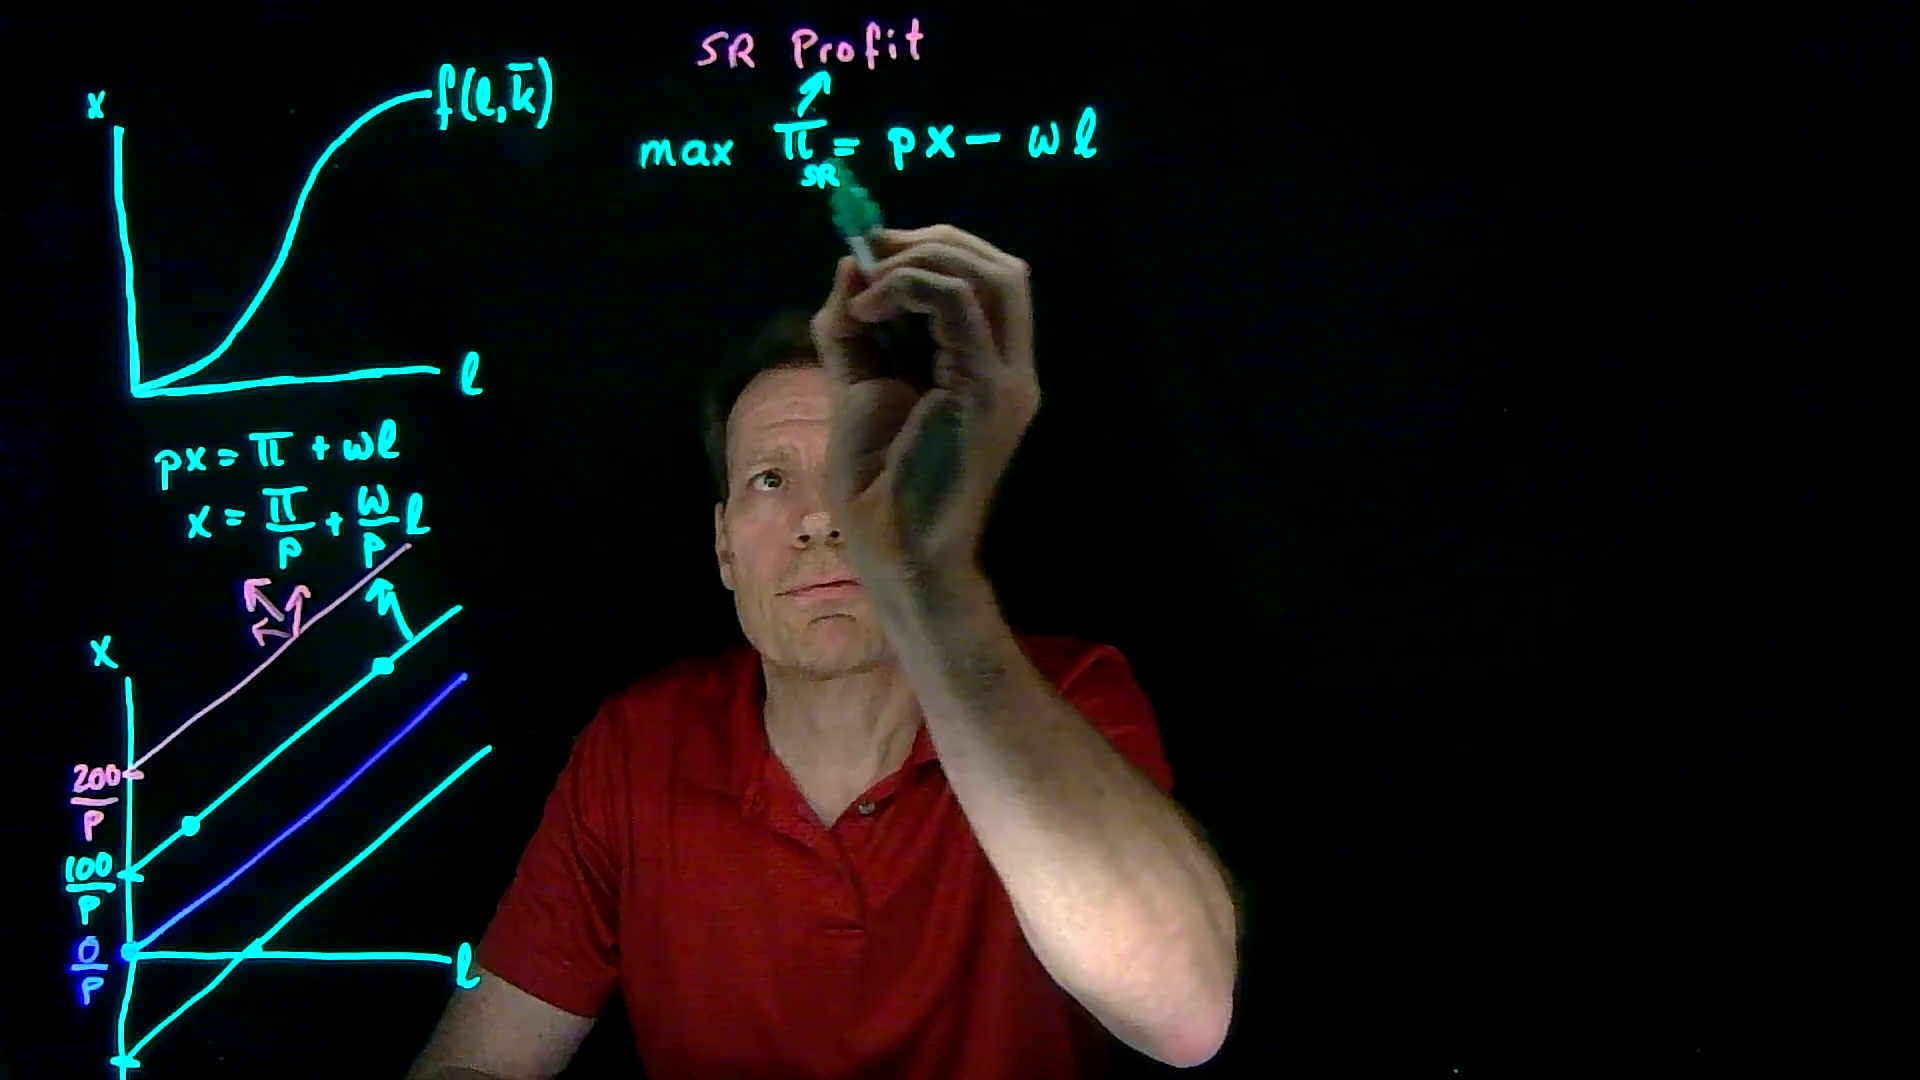 SR Profit
max π_SR = px - wl
x
f(l, k̄)
l
px = π + wl
x = π/p + w/p l
x
200/p
100/p
0/p
l